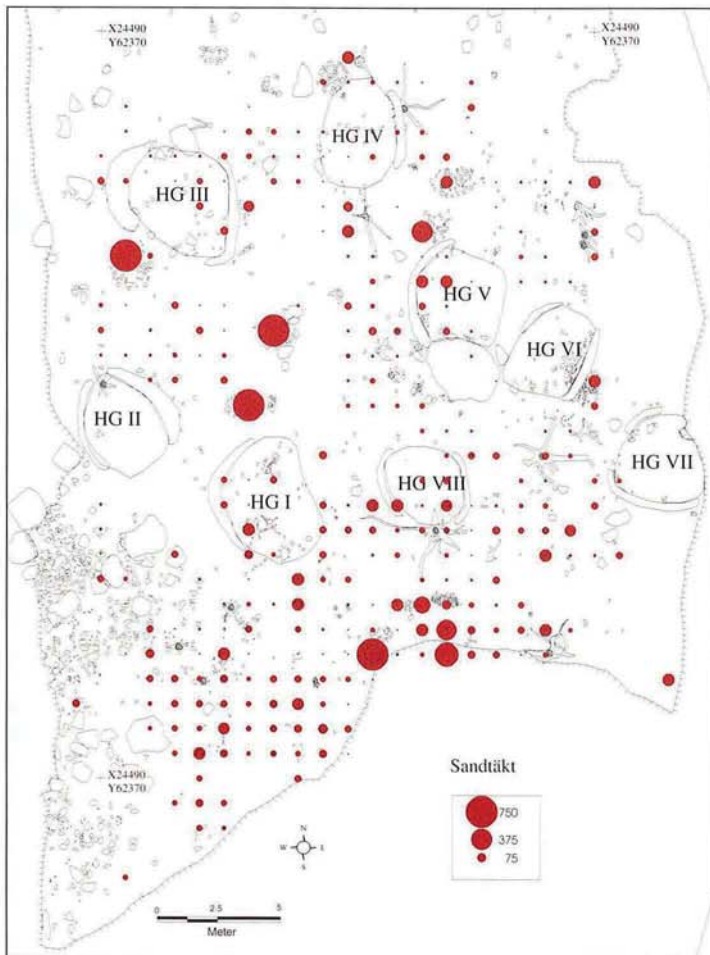 X24490
Y62370
X24490
Y62370
HG IV
HG III
HG V
HG VI
HG II
HG VII
HG VIII
HG I
X24490
Y62370
Sandtäkt
750
375
75
N
W
S
0
2·5
5
Meter